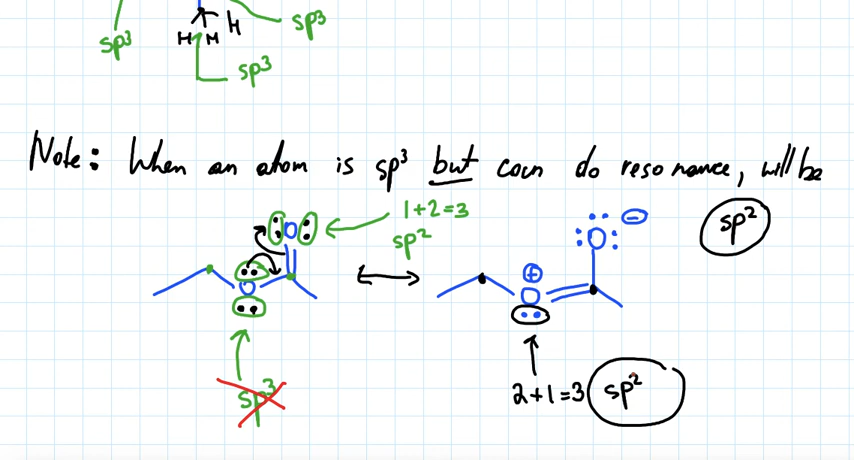 sp³
H H H
sp³
sp³
Note: When an atom is sp³ but can do resonance, will be
sp²
1+2=3
sp²
O
O ⊖
O
⊕
O
sp³
2+1=3 sp²